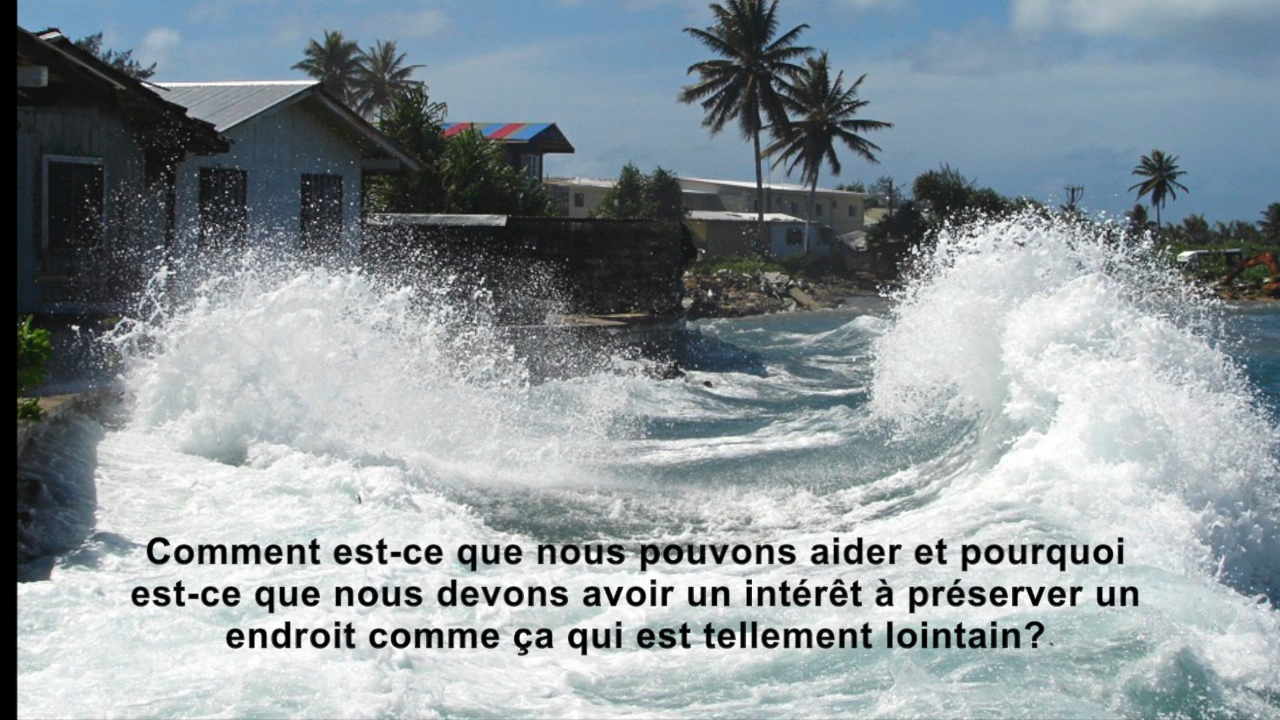 Comment est-ce que nous pouvons aider et pourquoi
est-ce que nous devons avoir un intérêt à préserver un
endroit comme ça qui est tellement lointain?